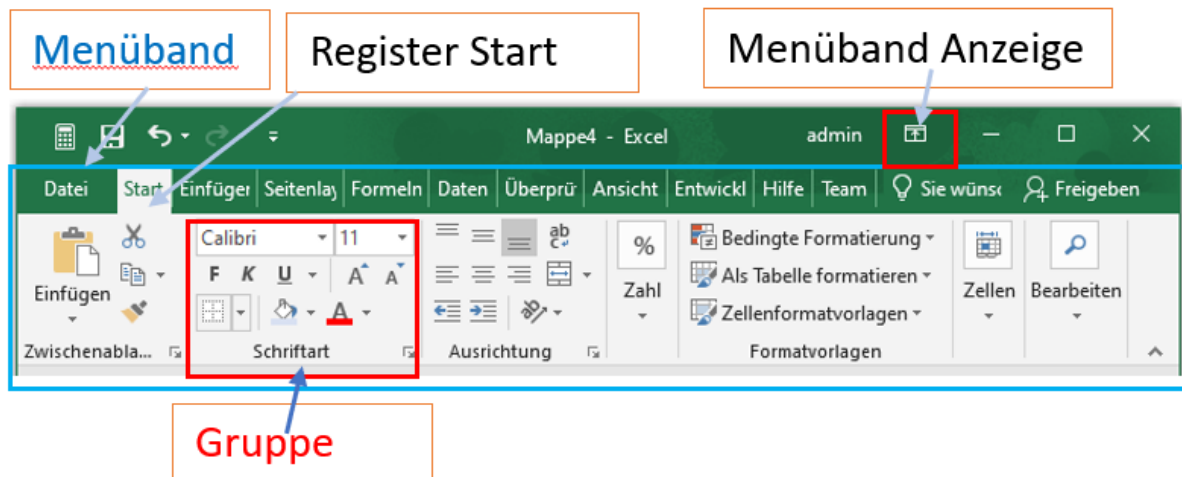 Menüband
Register Start
Menüband Anzeige
Mappe4 - Excel
admin
Datei Start Einfüger Seitenlay Formeln Daten Überprü Ansicht Entwickl Hilfe Team Sie wünsc Freigeben
Einfügen
Zwischenabla...
Calibri 11
F K U A A
A
Schriftart
ab
c
Ausrichtung
%
Zahl
Bedingte Formatierung
Als Tabelle formatieren
Zellenformatvorlagen
Formatvorlagen
Zellen
Bearbeiten
Gruppe